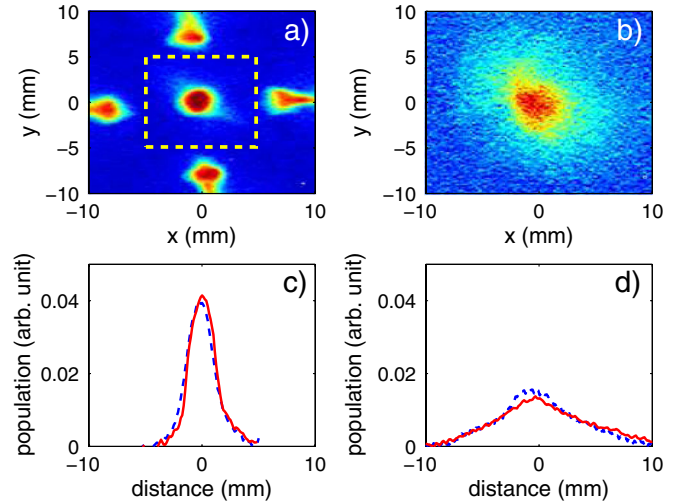 a)
y (mm)
10
5
0
−5
−10
−10 0 10
x (mm)
b)
y (mm)
10
5
0
−5
−10
−10 0 10
x (mm)
c)
population (arb. unit)
0.04
0.02
0
−10 0 10
distance (mm)
d)
population (arb. unit)
0.04
0.02
0
−10 0 10
distance (mm)